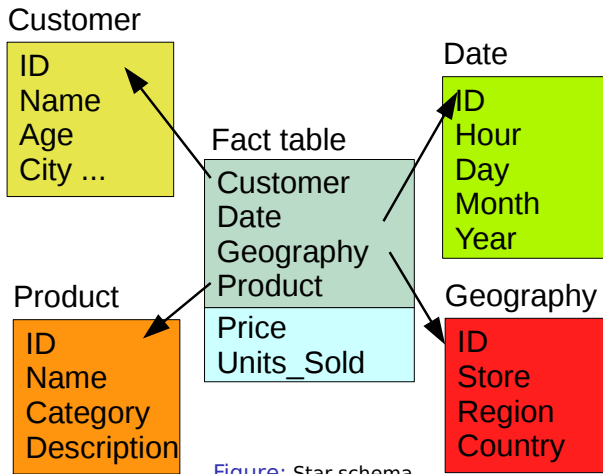 Customer
ID
Name
Age
City ...
Date
ID
Hour
Day
Month
Year
Fact table
Customer
Date
Geography
Product
Price
Units_Sold
Product
ID
Name
Category
Description
Geography
ID
Store
Region
Country
Figure: Star schema